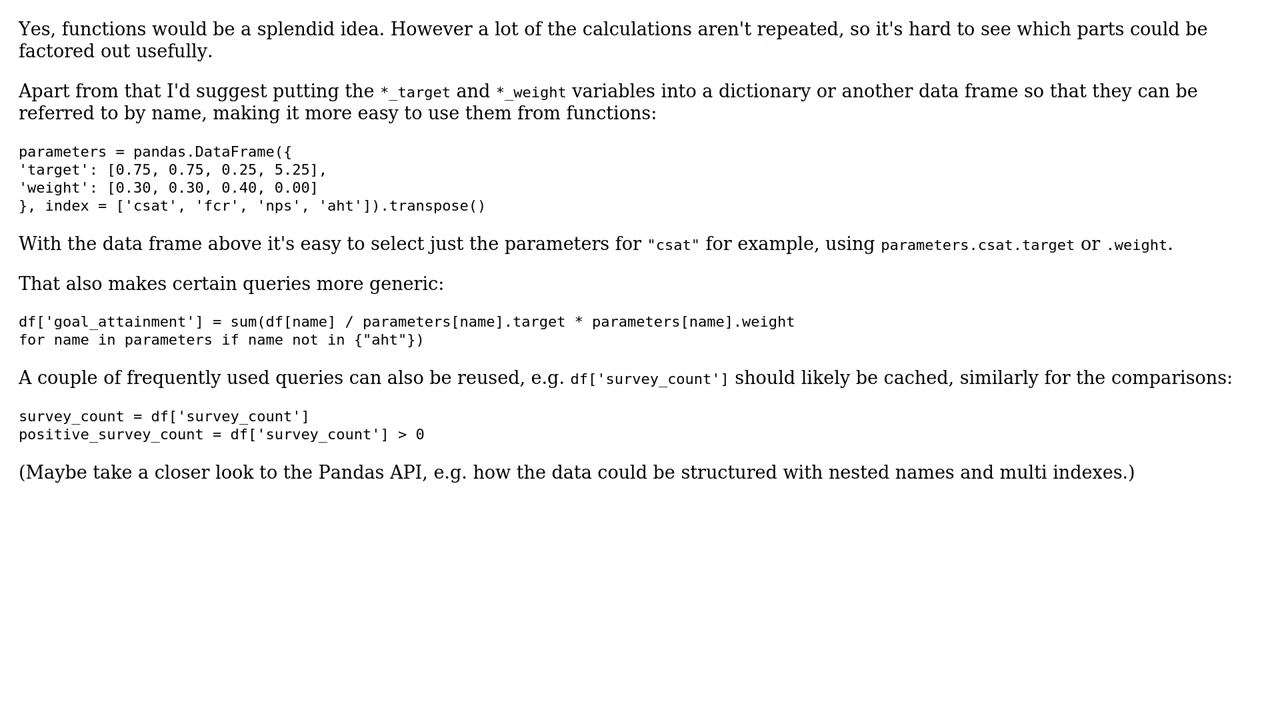 Yes, functions would be a splendid idea. However a lot of the calculations aren't repeated, so it's hard to see which parts could be
factored out usefully.
Apart from that I'd suggest putting the *_target and *_weight variables into a dictionary or another data frame so that they can be
referred to by name, making it more easy to use them from functions:
parameters = pandas.DataFrame({
'target': [0.75, 0.75, 0.25, 5.25],
'weight': [0.30, 0.30, 0.40, 0.00]
}, index = ['csat', 'fcr', 'nps', 'aht']).transpose()
With the data frame above it's easy to select just the parameters for "csat" for example, using parameters.csat.target or .weight.
That also makes certain queries more generic:
df['goal_attainment'] = sum(df[name] / parameters[name].target * parameters[name].weight
for name in parameters if name not in {"aht"})
A couple of frequently used queries can also be reused, e.g. df['survey_count'] should likely be cached, similarly for the comparisons:
survey_count = df['survey_count']
positive_survey_count = df['survey_count'] > 0
(Maybe take a closer look to the Pandas API, e.g. how the data could be structured with nested names and multi indexes.)